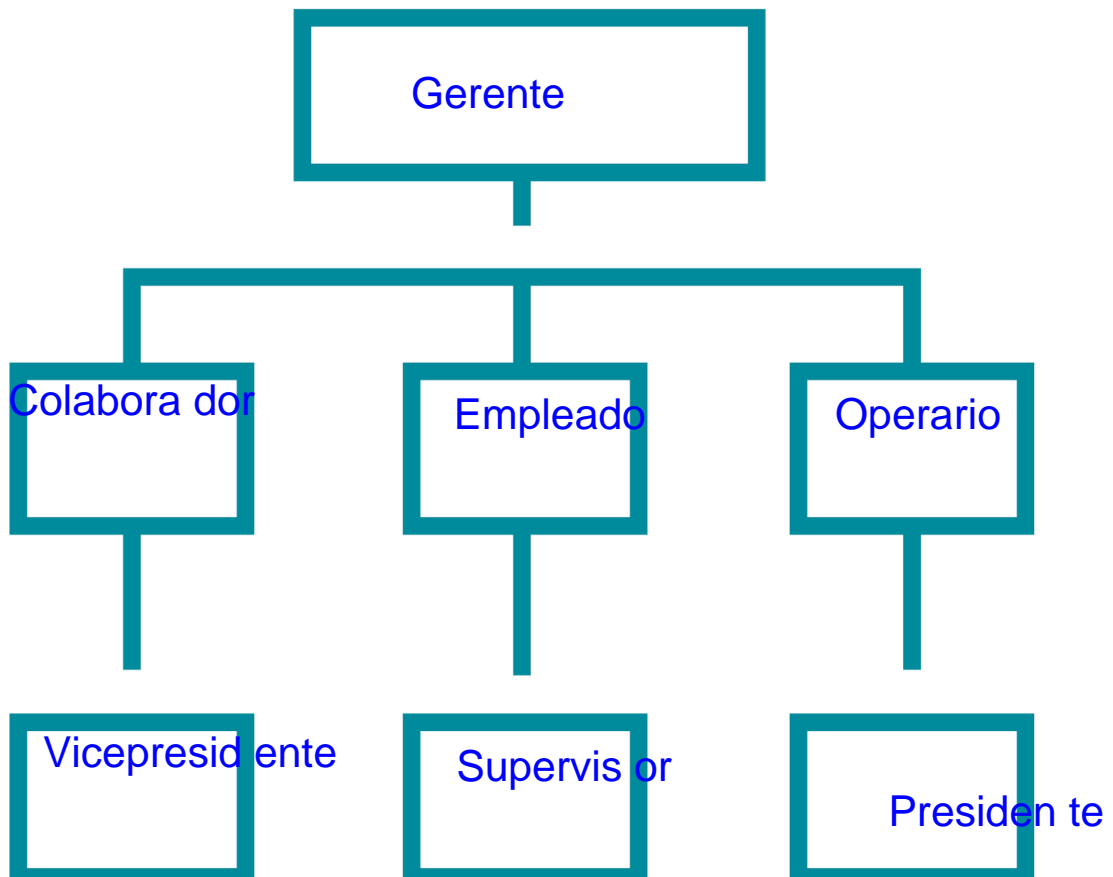 Gerente
Colabora dor
Empleado
Operario
Vicepresid ente
Supervis or
Presiden te